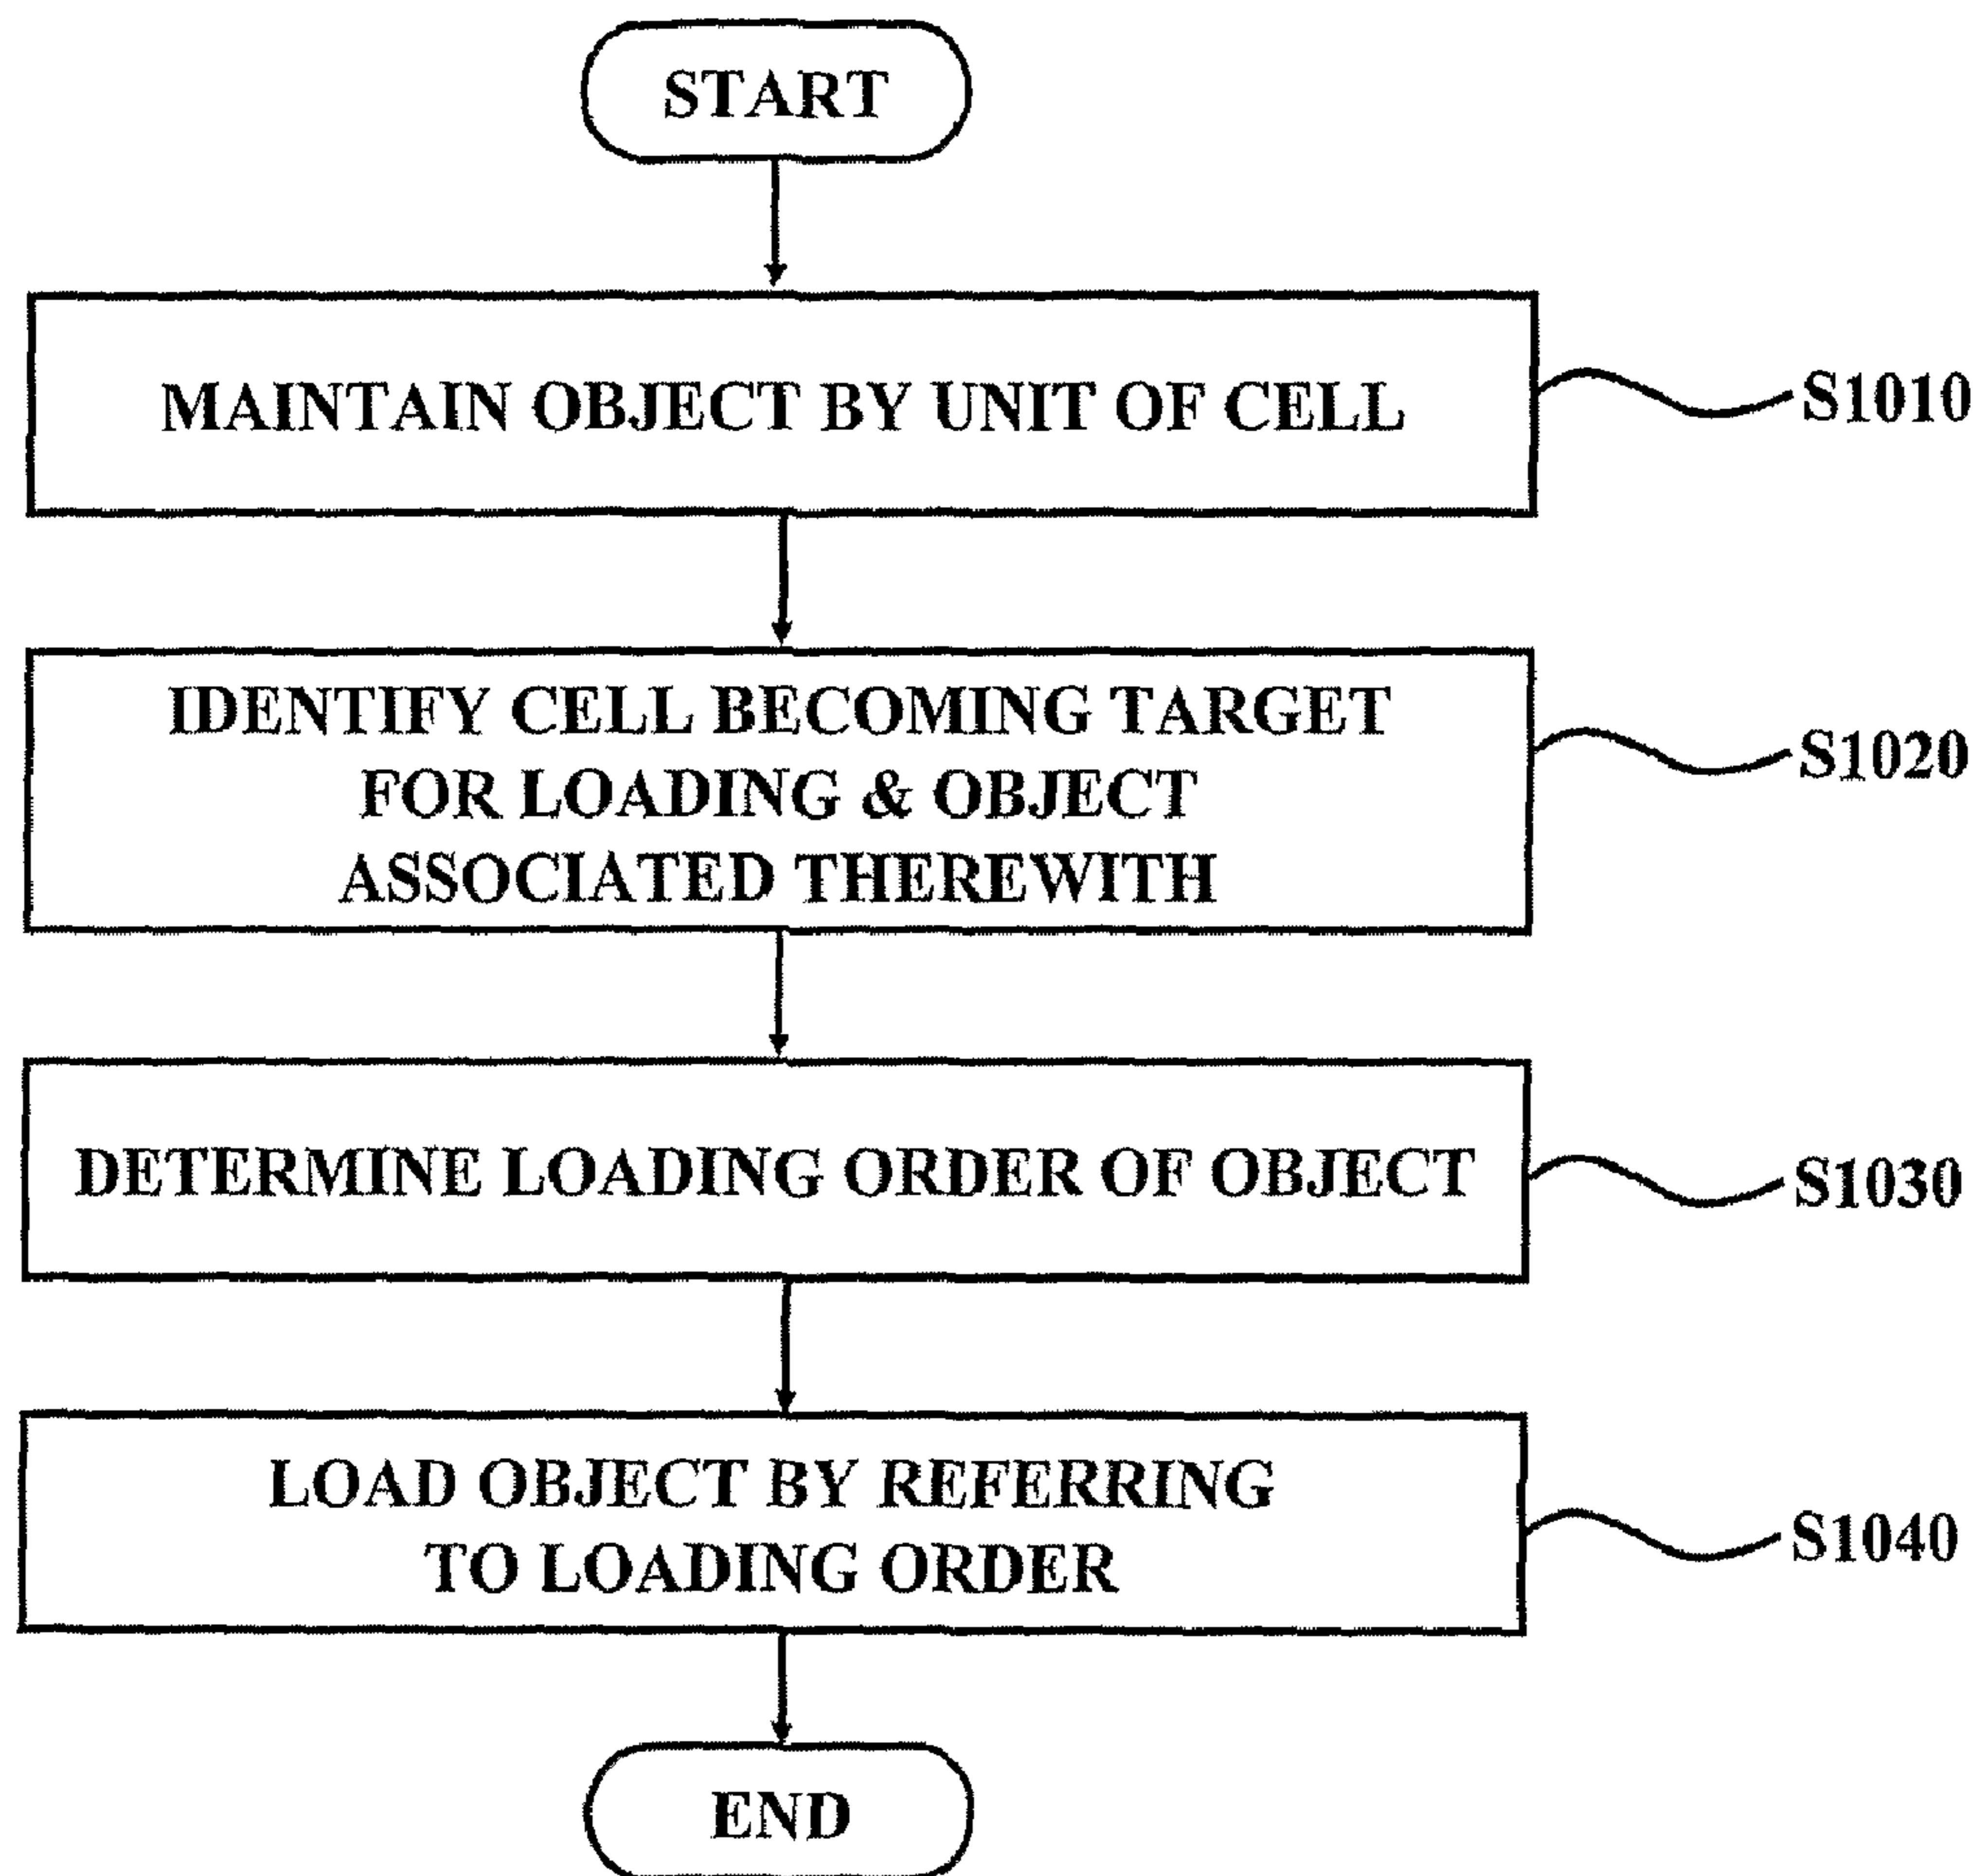 START
MAINTAIN OBJECT BY UNIT OF CELL
S1010
IDENTIFY CELL BECOMING TARGET
FOR LOADING & OBJECT
ASSOCIATED THEREWITH
S1020
DETERMINE LOADING ORDER OF OBJECT
S1030
LOAD OBJECT BY REFERRING
TO LOADING ORDER
S1040
END